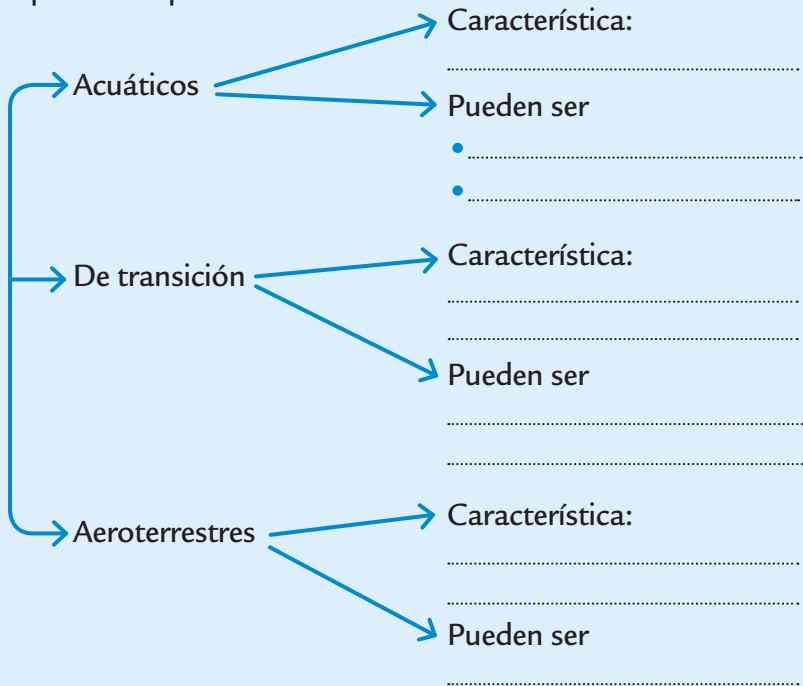 Característica:
Acuáticos
Pueden ser
•
•
De transición
Característica:
Pueden ser
Aeroterrestres
Característica:
Pueden ser